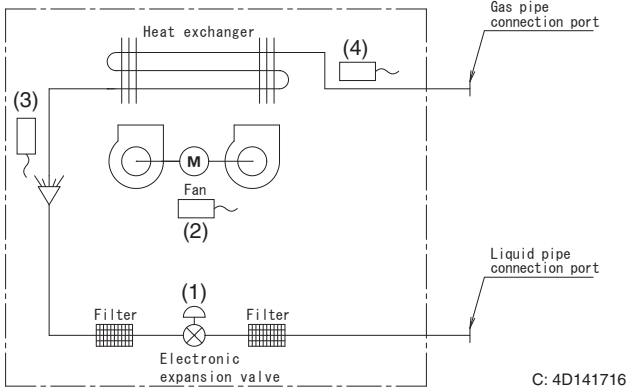 Gas pipe
connection port
Heat exchanger
(4)
(3)
M
Fan
(2)
Liquid pipe
connection port
(1)
Filter
Filter
Electronic
expansion valve
C: 4D141716